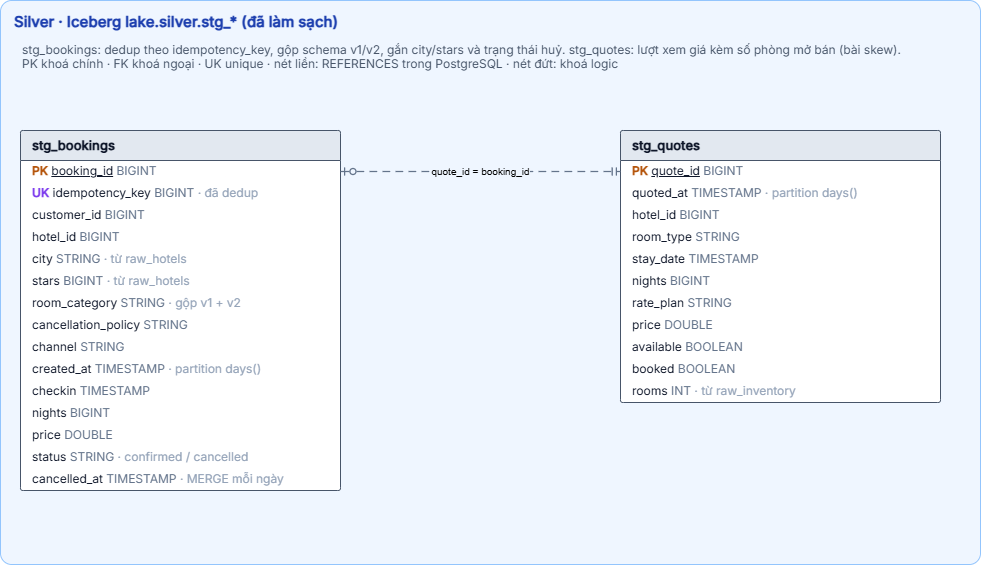 Silver · Iceberg lake.silver.stg_* (đã làm sạch)
stg_bookings: dedup theo idempotency_key, gộp schema v1/v2, gắn city/stars và trạng thái huỷ. stg_quotes: lượt xem giá kèm số phòng mở bán (bài skew).
PK khoá chính · FK khoá ngoại · UK unique · nét liền: REFERENCES trong PostgreSQL · nét đứt: khoá logic
stg_bookings
PK booking_id BIGINT
UK idempotency_key BIGINT · đã dedup
customer_id BIGINT
hotel_id BIGINT
city STRING · từ raw_hotels
stars BIGINT · từ raw_hotels
room_category STRING · gộp v1 + v2
cancellation_policy STRING
channel STRING
created_at TIMESTAMP · partition days()
checkin TIMESTAMP
nights BIGINT
price DOUBLE
status STRING · confirmed / cancelled
cancelled_at TIMESTAMP · MERGE mỗi ngày
quote_id = booking_id
stg_quotes
PK quote_id BIGINT
quoted_at TIMESTAMP · partition days()
hotel_id BIGINT
room_type STRING
stay_date TIMESTAMP
nights BIGINT
rate_plan STRING
price DOUBLE
available BOOLEAN
booked BOOLEAN
rooms INT · từ raw_inventory